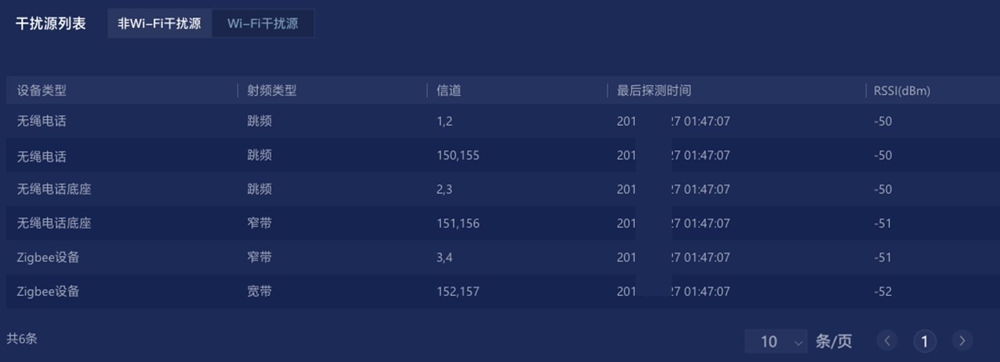 干扰源列表 非Wi-Fi干扰源 Wi-Fi干扰源
设备类型 射频类型 信道 最后探测时间 RSSI(dBm)
无绳电话 跳频 1,2 201 27 01:47:07 -50
无绳电话 跳频 150,155 201 27 01:47:07 -50
无绳电话底座 跳频 2,3 201 27 01:47:07 -50
无绳电话底座 窄带 151,156 201 27 01:47:07 -51
Zigbee设备 窄带 3,4 201 27 01:47:07 -51
Zigbee设备 宽带 152,157 201 27 01:47:07 -52
共6条 10 条/页 1